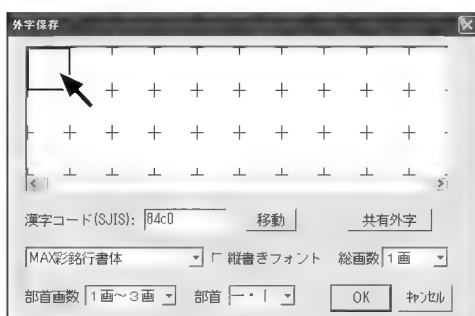 外字保存
漢字コード(SJIS): 84c0 移動 共有外字
MAX彩銘行書体 縦書きフォント 総画数 1画
部首画数 1画～3画 部首 一・丨 OK キャンセル